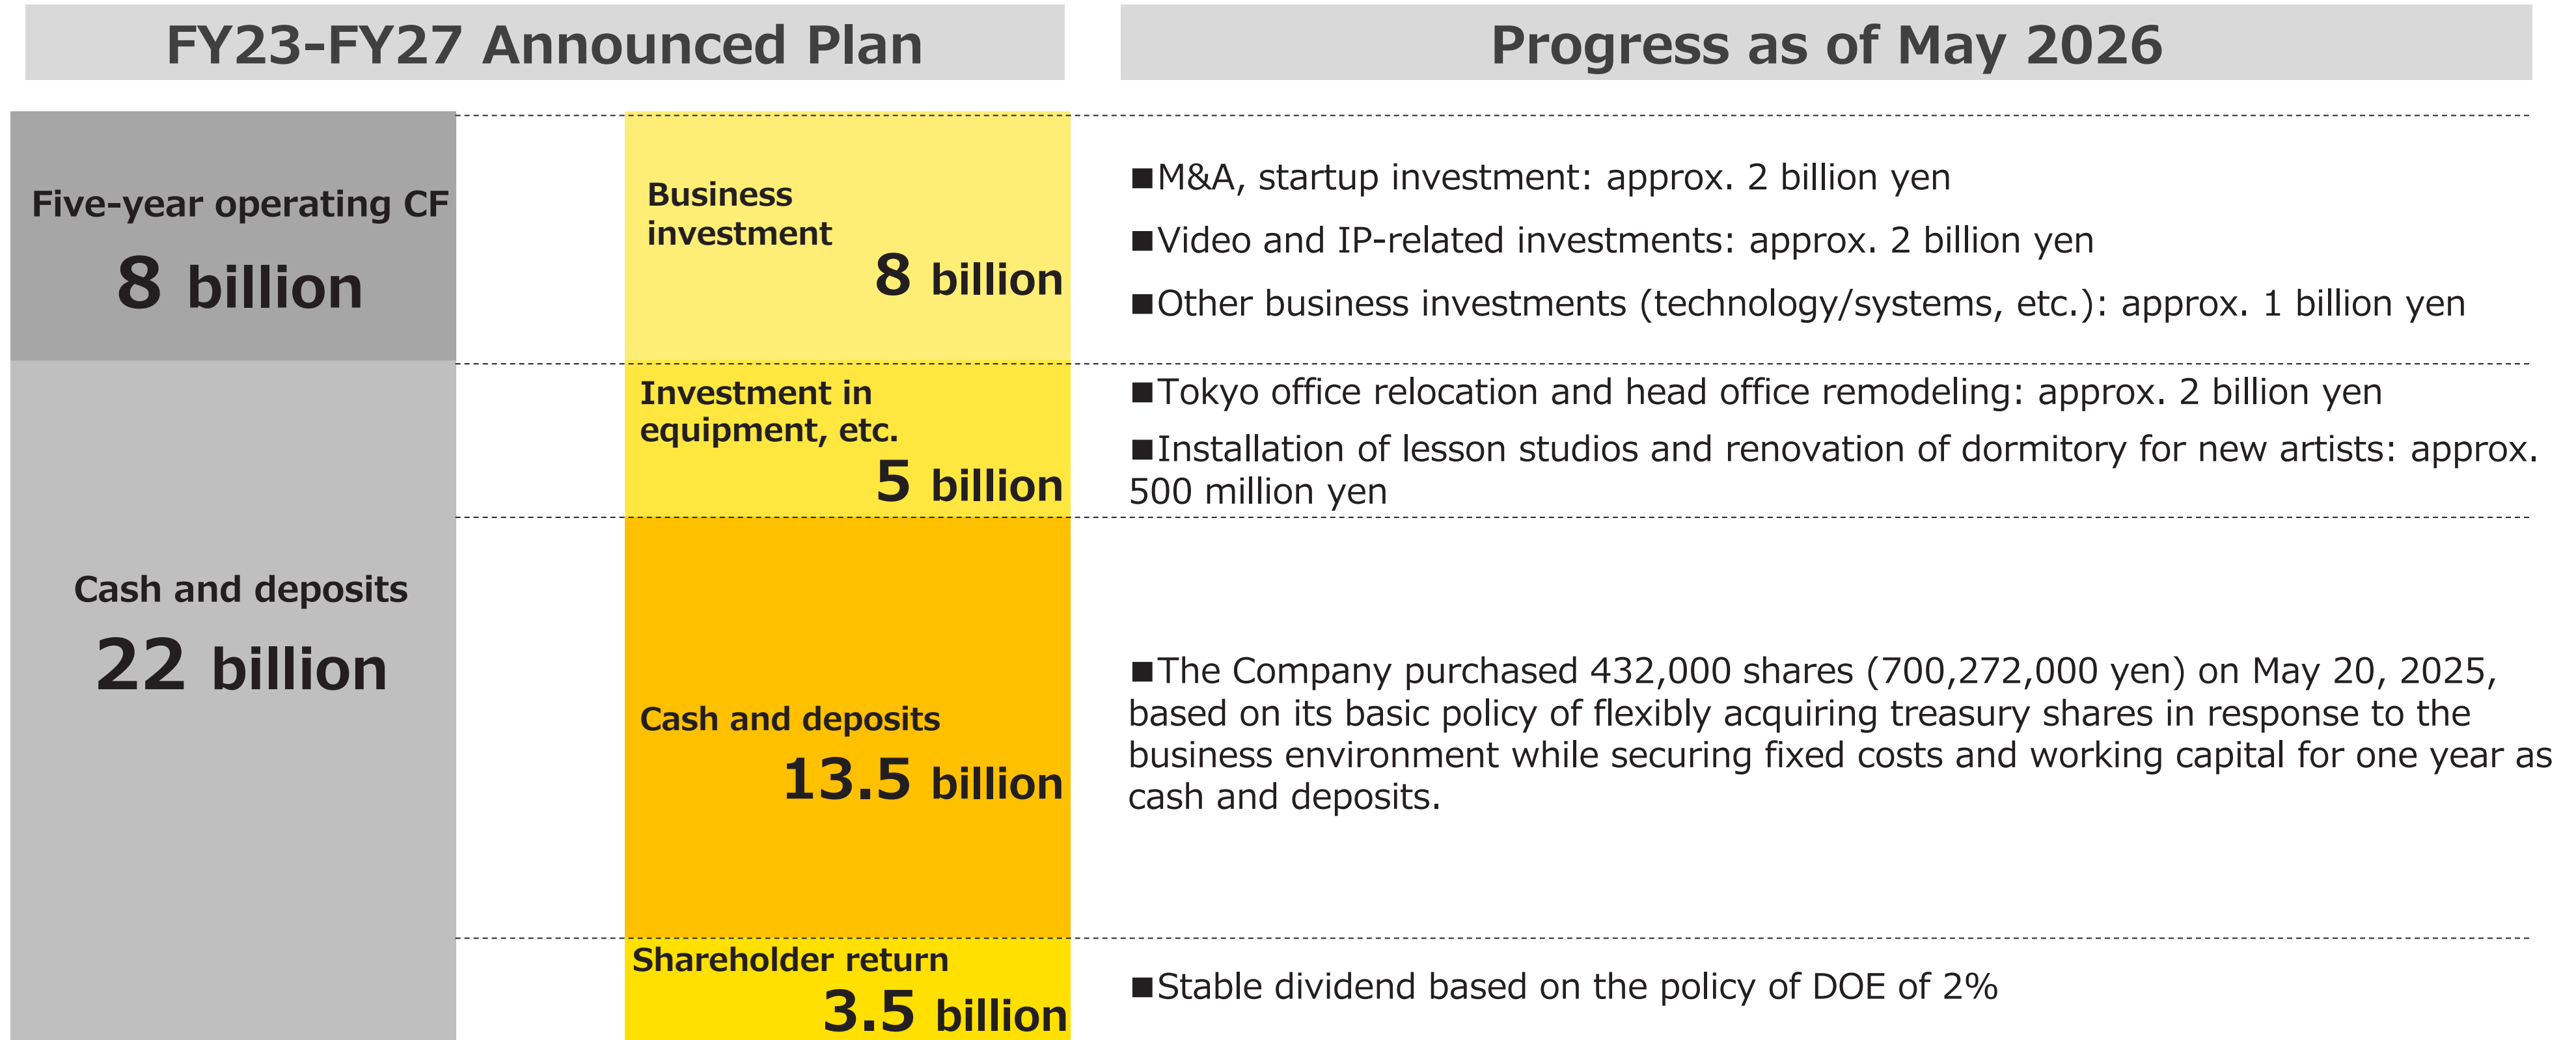 FY23-FY27 Announced Plan
Progress as of May 2026
Five-year operating CF
8 billion
Cash and deposits
22 billion
Business
investment
8 billion
Investment in
equipment, etc.
5 billion
Cash and deposits
13.5 billion
Shareholder return
3.5 billion
■M&A, startup investment: approx. 2 billion yen
■Video and IP-related investments: approx. 2 billion yen
■Other business investments (technology/systems, etc.): approx. 1 billion yen
■Tokyo office relocation and head office remodeling: approx. 2 billion yen
■Installation of lesson studios and renovation of dormitory for new artists: approx.
500 million yen
■The Company purchased 432,000 shares (700,272,000 yen) on May 20, 2025,
based on its basic policy of flexibly acquiring treasury shares in response to the
business environment while securing fixed costs and working capital for one year as
cash and deposits.
■Stable dividend based on the policy of DOE of 2%